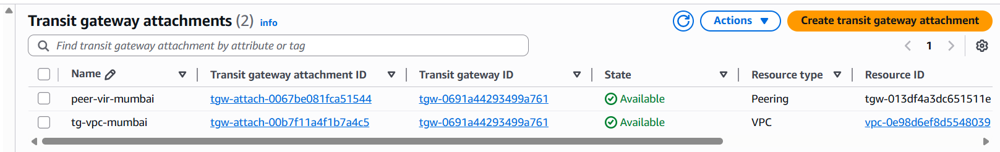 Transit gateway attachments (2) info
Actions
Create transit gateway attachment
Find transit gateway attachment by attribute or tag
1
Name Transit gateway attachment ID Transit gateway ID State Resource type Resource ID
peer-vir-mumbai tgw-attach-0067be081fca51544 tgw-0691a44293499a761 Available Peering tgw-013df4a3dc651511e
tg-vpc-mumbai tgw-attach-00b7f11a4f1b7a4c5 tgw-0691a44293499a761 Available VPC vpc-0e98d6ef8d5548039